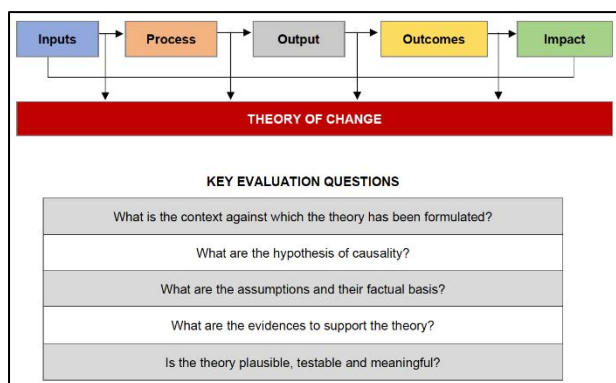 Inputs
Process
Output
Outcomes
Impact
THEORY OF CHANGE
KEY EVALUATION QUESTIONS
What is the context against which the theory has been formulated?
What are the hypothesis of causality?
What are the assumptions and their factual basis?
What are the evidences to support the theory?
Is the theory plausible, testable and meaningful?